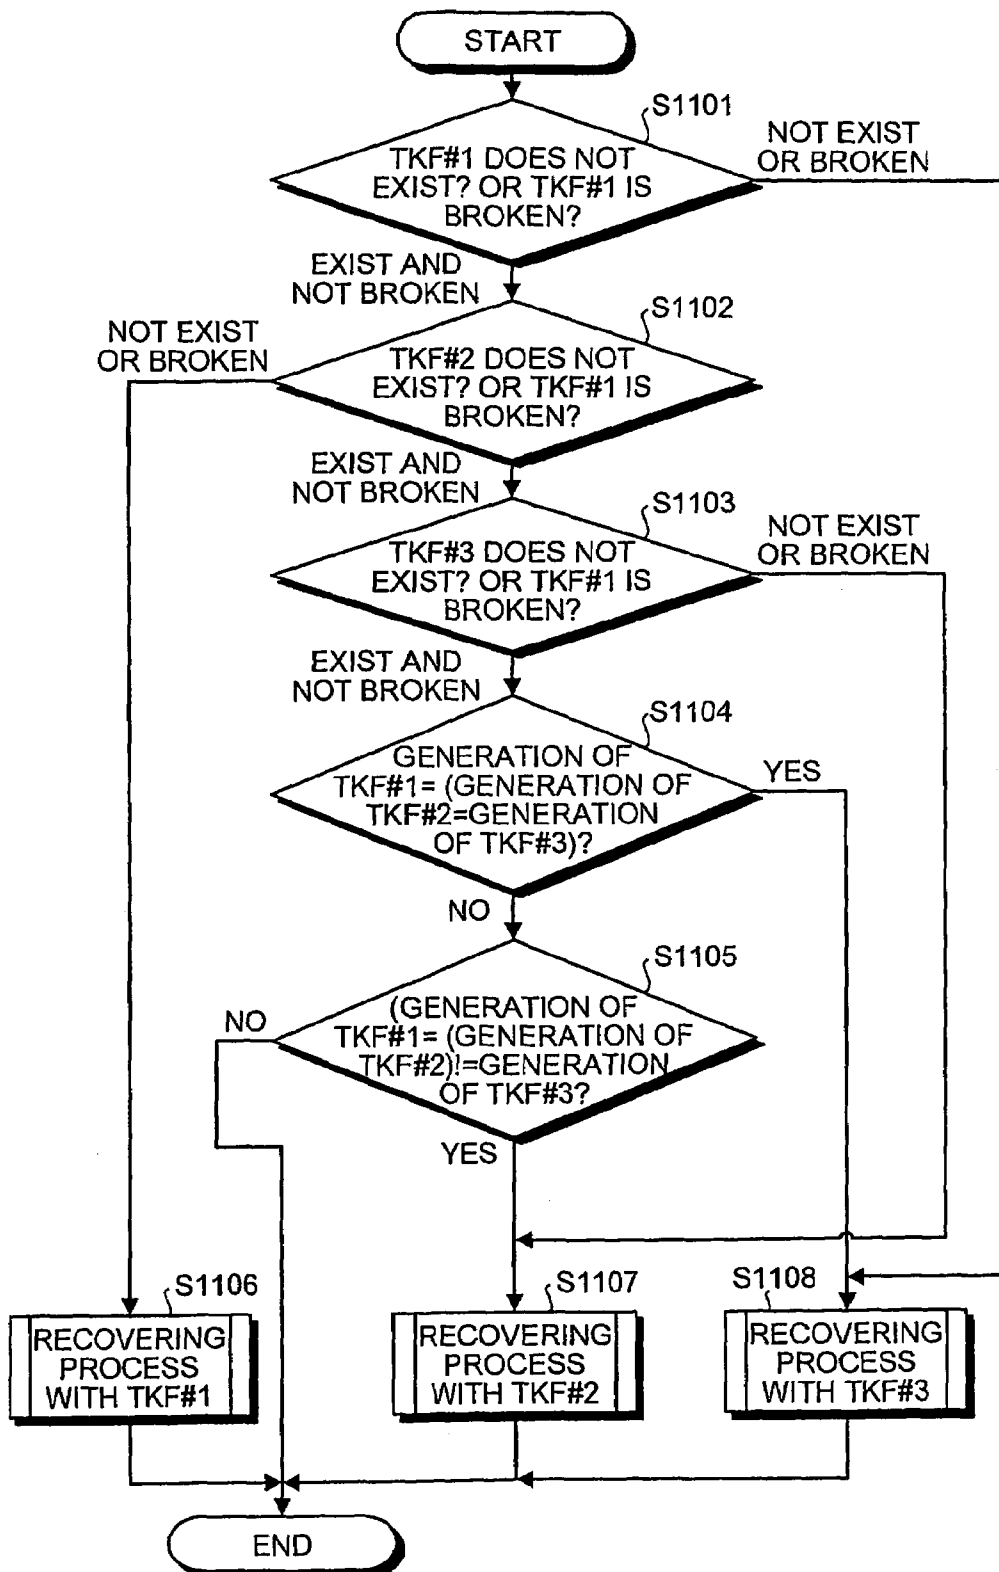 START
S1101
NOT EXIST
OR BROKEN
TKF#1 DOES NOT
EXIST? OR TKF#1 IS
BROKEN?
EXIST AND
NOT BROKEN
S1102
NOT EXIST
OR BROKEN
TKF#2 DOES NOT
EXIST? OR TKF#1 IS
BROKEN?
EXIST AND
NOT BROKEN
S1103
NOT EXIST
OR BROKEN
TKF#3 DOES NOT
EXIST? OR TKF#1 IS
BROKEN?
EXIST AND
NOT BROKEN
S1104
GENERATION OF
TKF#1= (GENERATION OF
TKF#2=GENERATION
OF TKF#3)?
YES
NO
S1105
(GENERATION OF
TKF#1= (GENERATION OF
TKF#2)!=GENERATION
OF TKF#3?
NO
YES
S1106
RECOVERING
PROCESS
WITH TKF#1
S1107
RECOVERING
PROCESS
WITH TKF#2
S1108
RECOVERING
PROCESS
WITH TKF#3
END